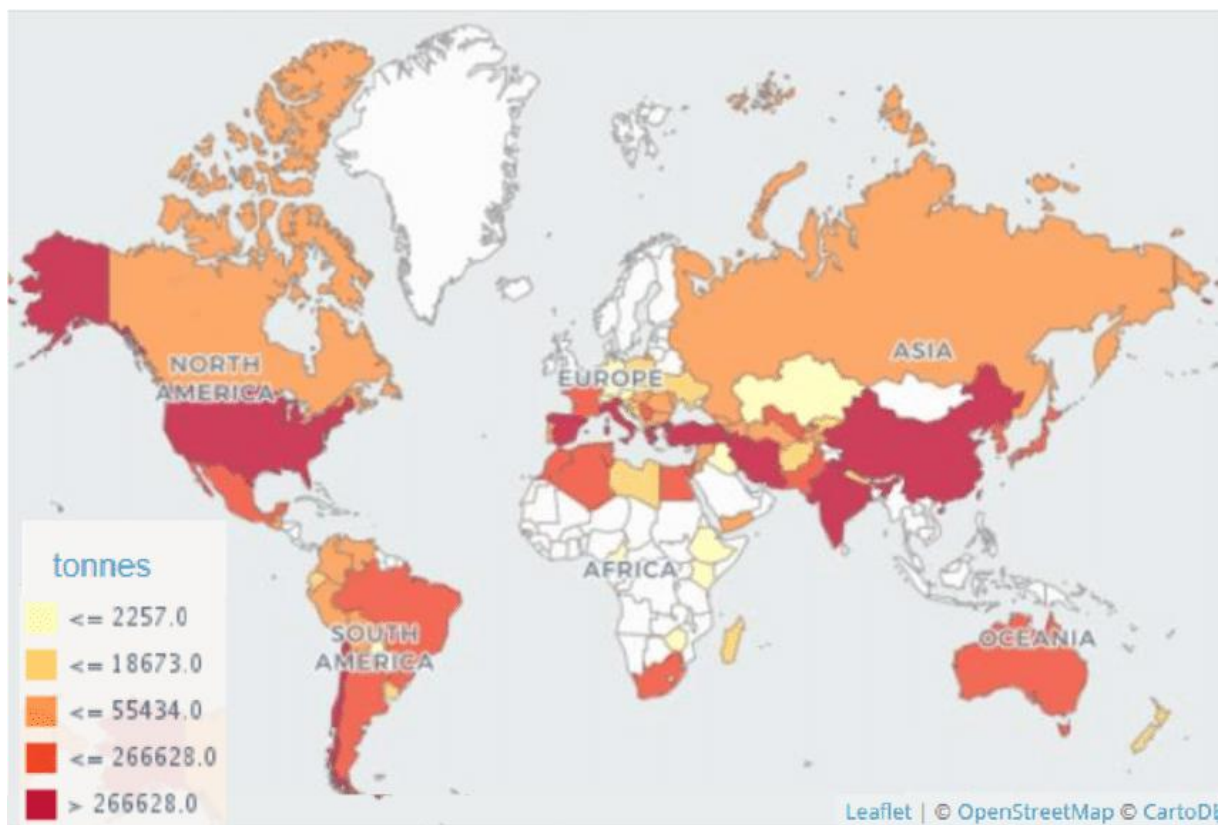 NORTH
AMERICA
EUROPE
ASIA
AFRICA
SOUTH
AMERICA
OCEANIA
tonnes
<= 2257.0
<= 18673.0
<= 55434.0
<= 266628.0
> 266628.0
Leaflet | © OpenStreetMap © CartoDB